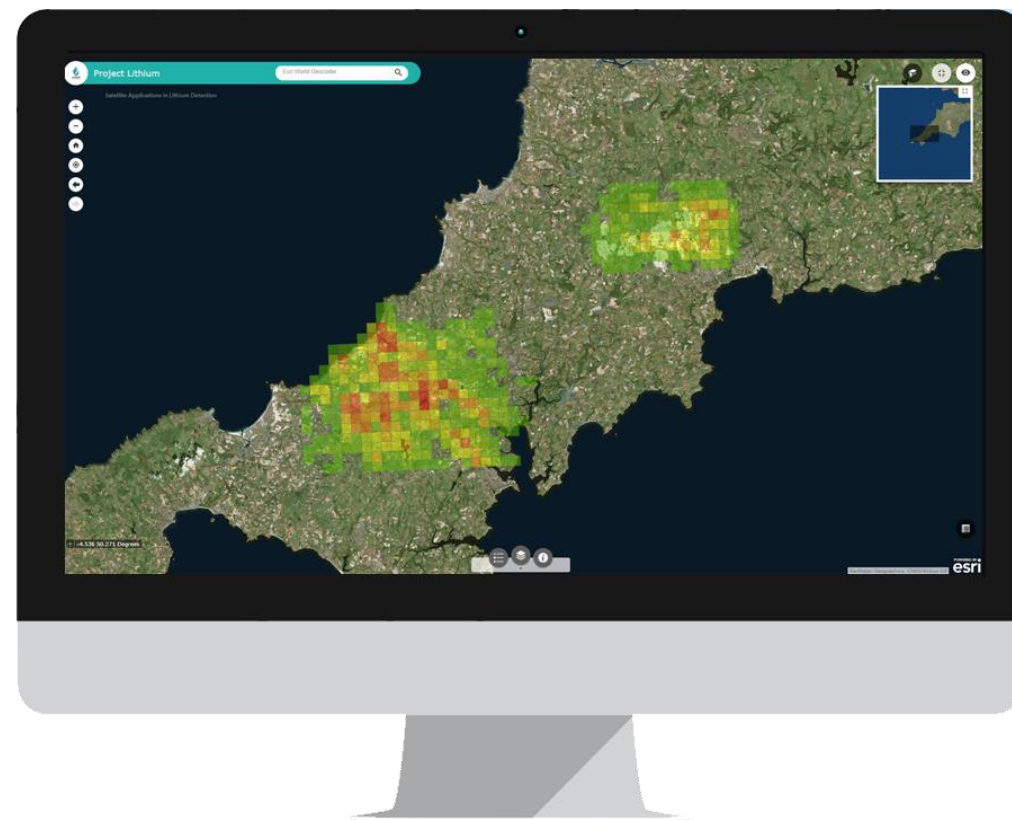 Project Lithium
Esri World Geocoder
Satellite Applications in Lithium Detection
-4.536 50.271 Degrees
POWERED BY
esri